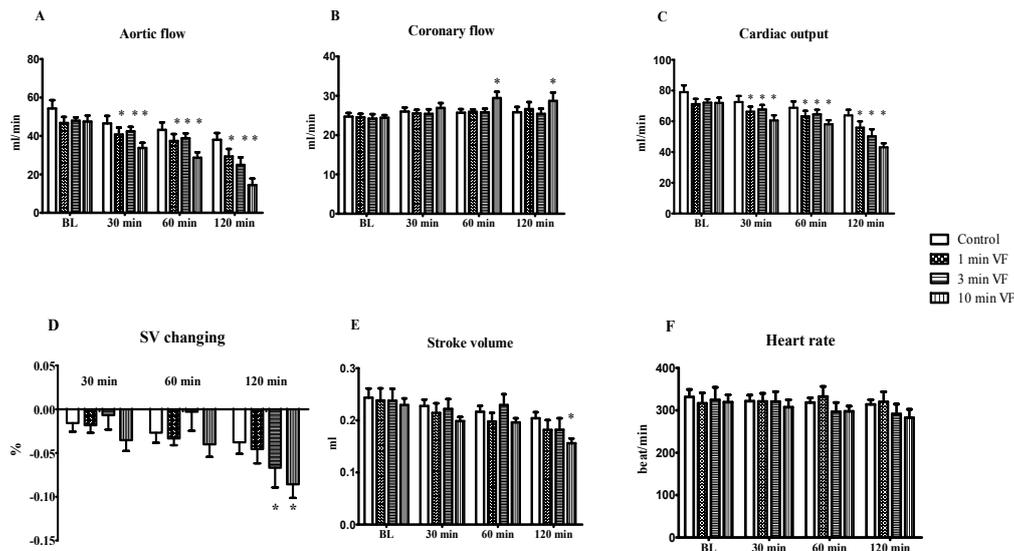 A
Aortic flow
80
60
40
20
0
ml/min
* * *
* * *
* * *
BL 30 min 60 min 120 min
B
Coronary flow
40
30
20
10
0
ml/min
*
*
BL 30 min 60 min 120 min
C
Cardiac output
100
80
60
40
20
0
ml/min
* * *
* * *
* * *
BL 30 min 60 min 120 min
Control
1 min VF
3 min VF
10 min VF
D
SV changing
0.05
0.00
-0.05
-0.10
-0.15
%
30 min 60 min 120 min
* *
E
Stroke volume
0.3
0.2
0.1
0.0
ml
*
BL 30 min 60 min 120 min
F
Heart rate
400
300
200
100
0
beat/min
BL 30 min 60 min 120 min